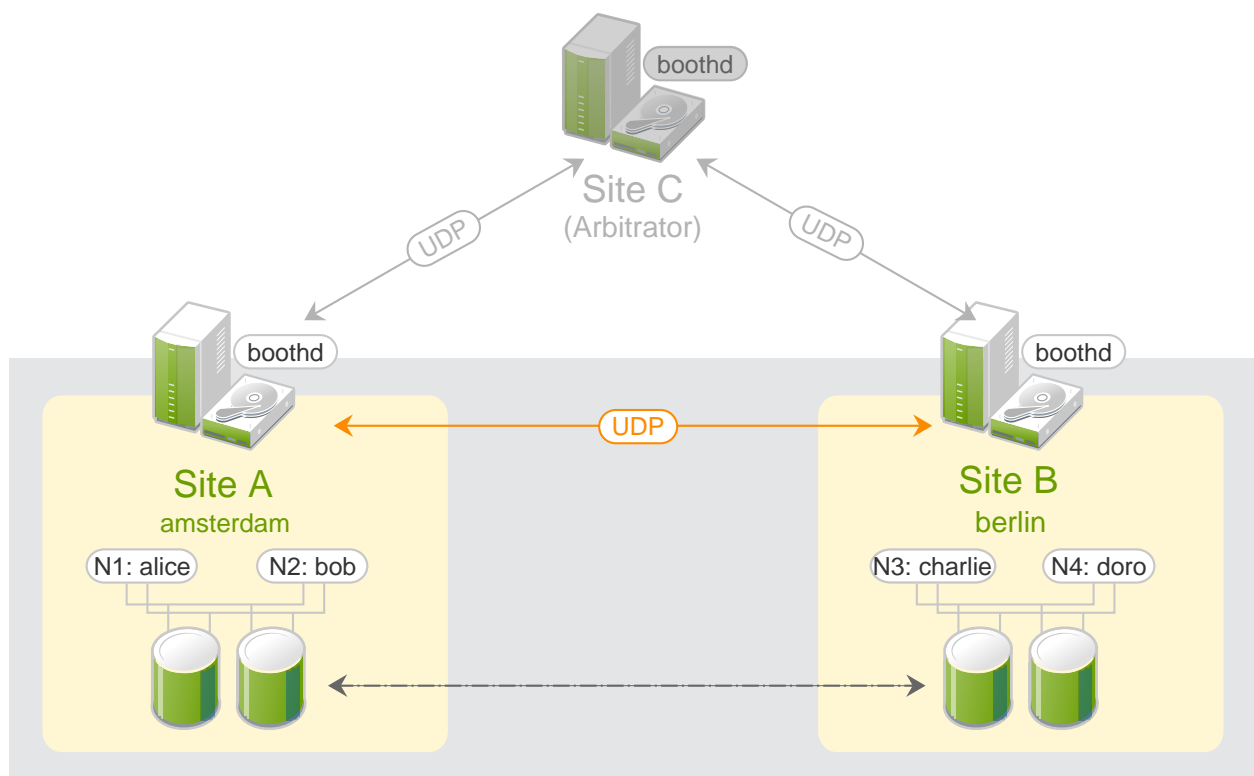 boothd
Site C
(Arbitrator)
UDP
UDP
boothd
boothd
UDP
Site A
amsterdam
Site B
berlin
N1: alice
N2: bob
N3: charlie
N4: doro